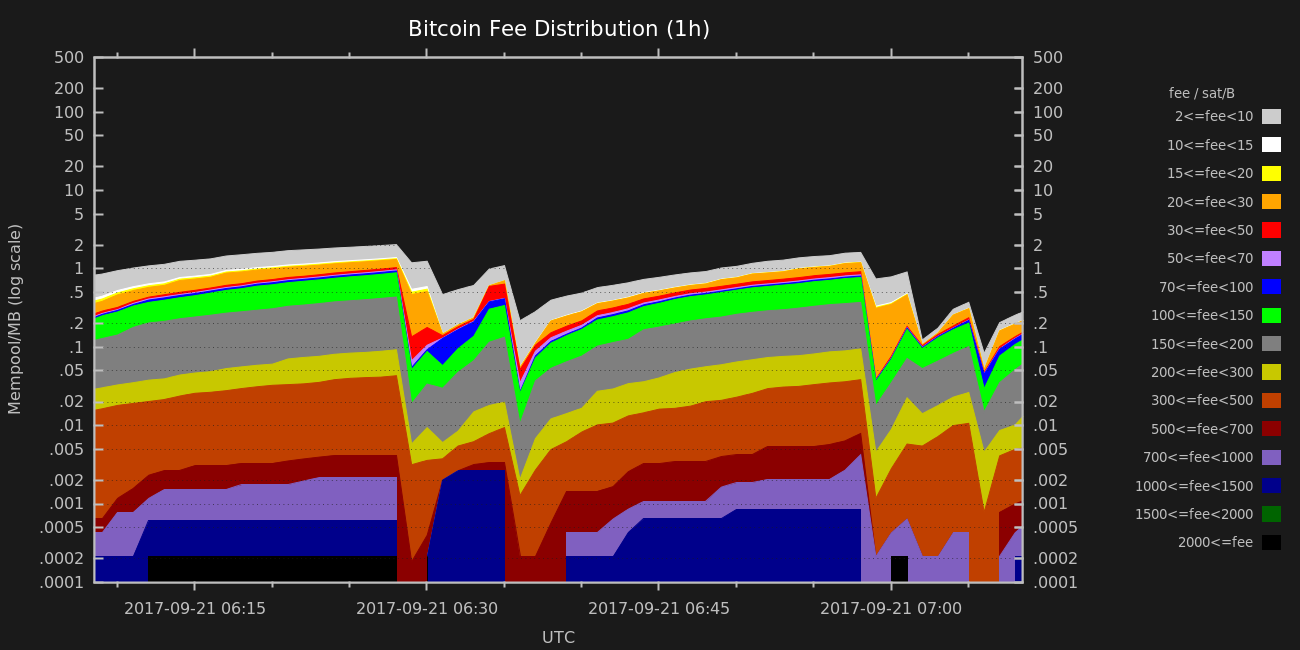 Bitcoin Fee Distribution (1h)
Mempool/MB (log scale)
500
200
100
50
20
10
5
2
1
.5
.2
.1
.05
.02
.01
.005
.002
.001
.0005
.0002
.0001
500
200
100
50
20
10
5
2
1
.5
.2
.1
.05
.02
.01
.005
.002
.001
.0005
.0002
.0001
2017-09-21 06:15
2017-09-21 06:30
2017-09-21 06:45
2017-09-21 07:00
UTC
fee / sat/B
2<=fee<10
10<=fee<15
15<=fee<20
20<=fee<30
30<=fee<50
50<=fee<70
70<=fee<100
100<=fee<150
150<=fee<200
200<=fee<300
300<=fee<500
500<=fee<700
700<=fee<1000
1000<=fee<1500
1500<=fee<2000
2000<=fee